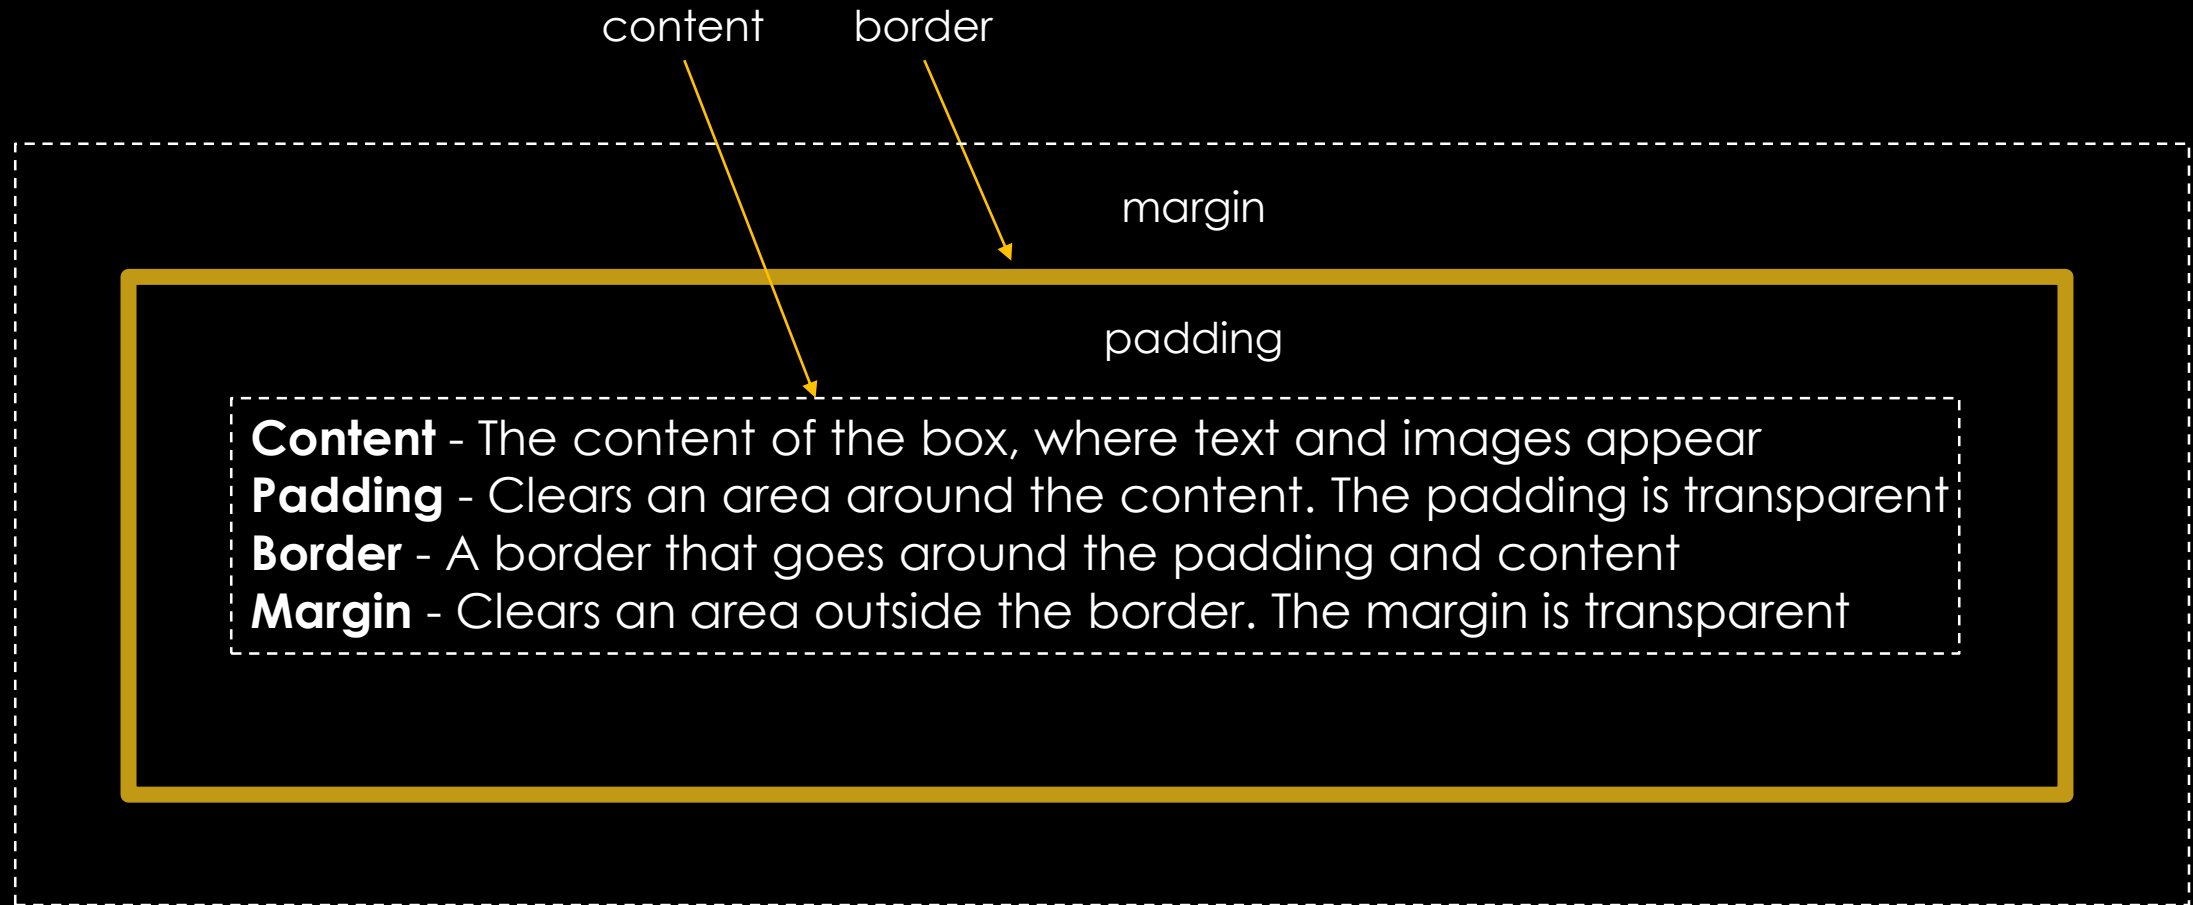 content border
margin
padding
Content - The content of the box, where text and images appear
Padding - Clears an area around the content. The padding is transparent
Border - A border that goes around the padding and content
Margin - Clears an area outside the border. The margin is transparent